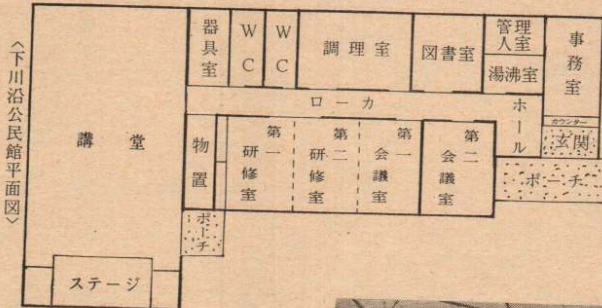 〈下川沿公民館平面図〉
講堂
ステージ
器具室
WC
WC
調理室
図書室
管理人室
湯沸室
事務室
カウンター
玄関
ローカ
ホール
ポーチ
物置
ポーチ
第一研修室
第二研修室
第一会議室
第二会議室